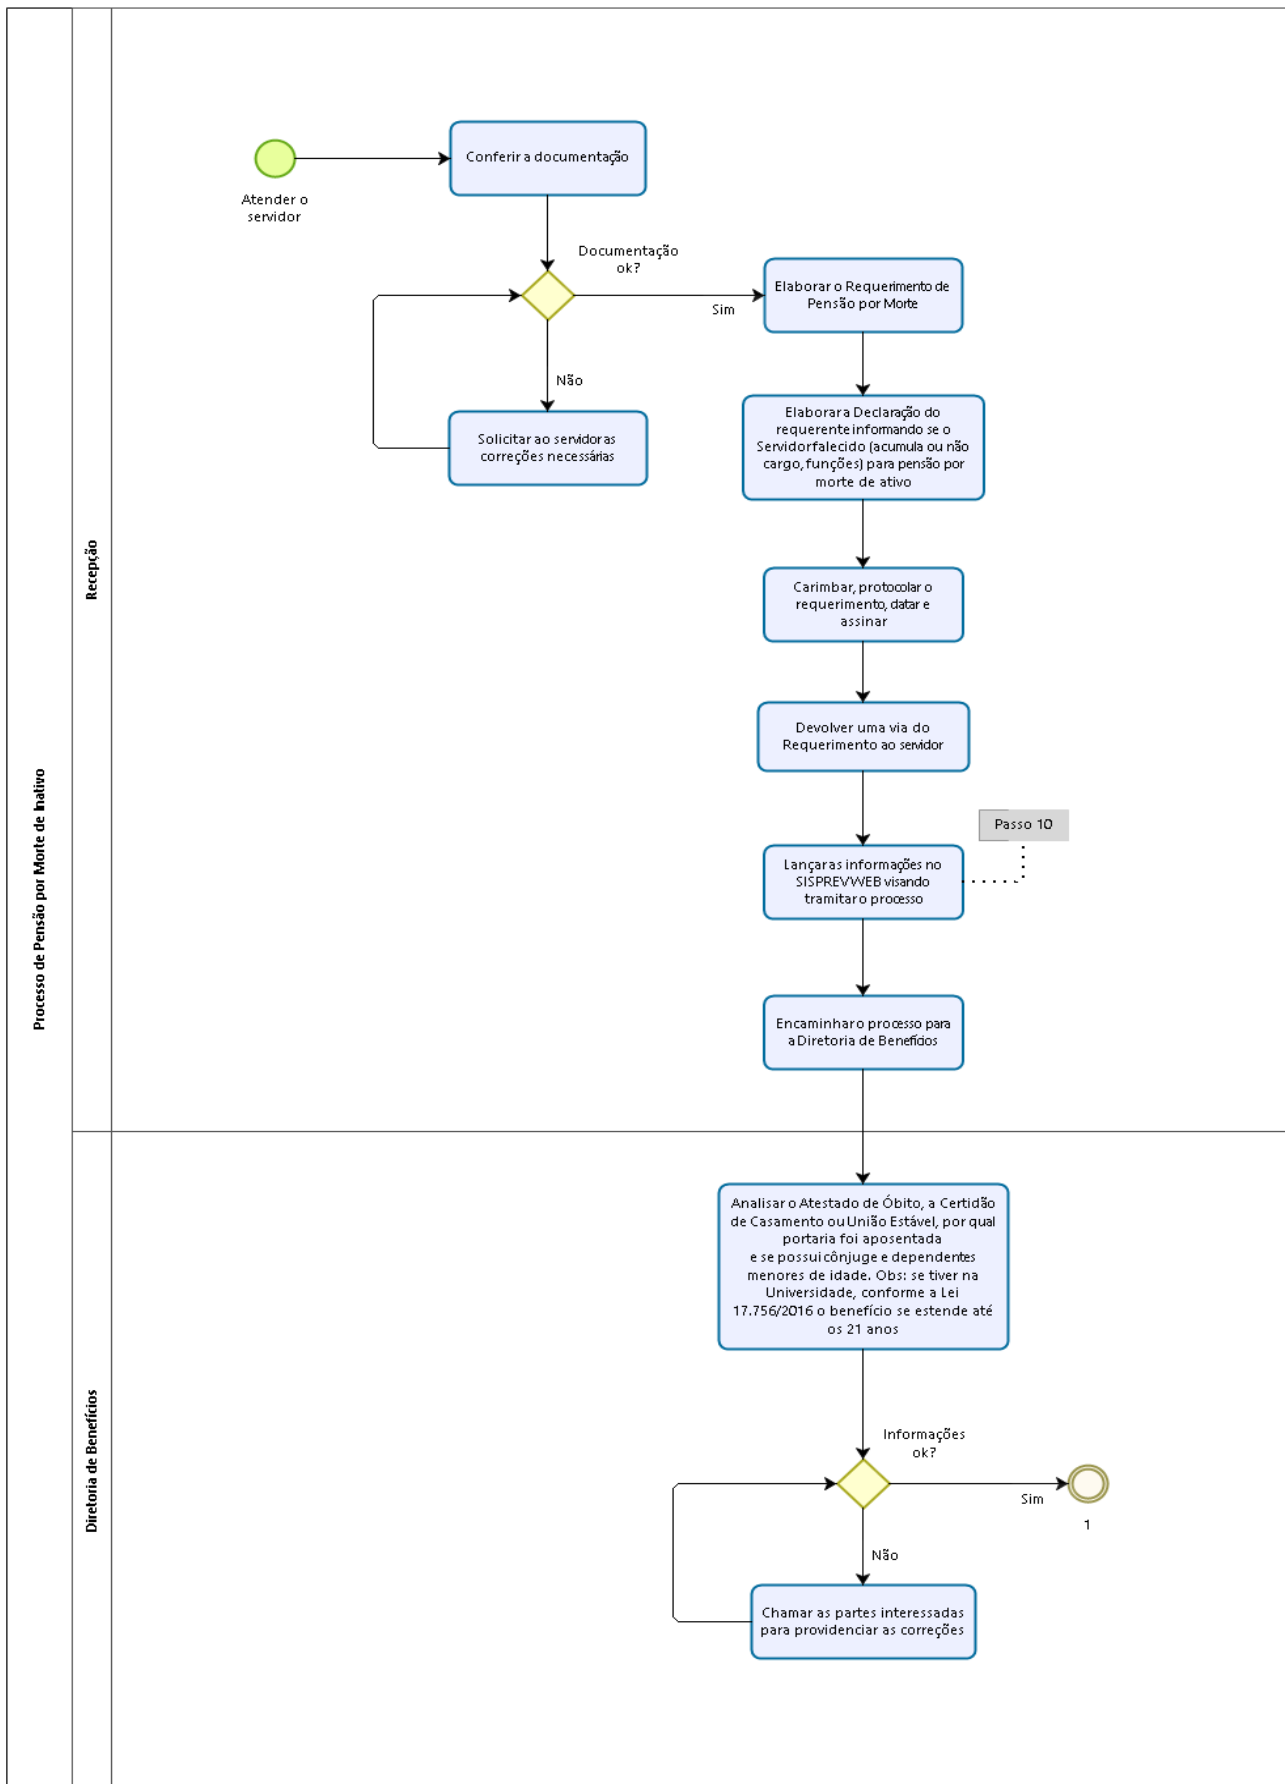 Processo de Pensão por Morte de Inativo
Recepção
Atender o
servidor
Conferir a documentação
Documentação
ok?
Sim
Não
Solicitar ao servidor as
correções necessárias
Elaborar o Requerimento de
Pensão por Morte
Elaborar a Declaração do
requerente informando se o
Servidor falecido (acumula ou não
cargo, funções) para pensão por
morte de ativo
Carimbar, protocolar o
requerimento, datar e
assinar
Devolver uma via do
Requerimento ao servidor
Passo 10
Lançar as informações no
SISPREVWEB visando
tramitar o processo
Encaminhar o processo para
a Diretoria de Benefícios
Diretoria de Benefícios
Analisar o Atestado de Óbito, a Certidão
de Casamento ou União Estável, por qual
portaria foi aposentada
e se possui cônjuge e dependentes
menores de idade. Obs: se tiver na
Universidade, conforme a Lei
17.756/2016 o benefício se estende até
os 21 anos
Informações
ok?
Sim
1
Não
Chamar as partes interessadas
para providenciar as correções